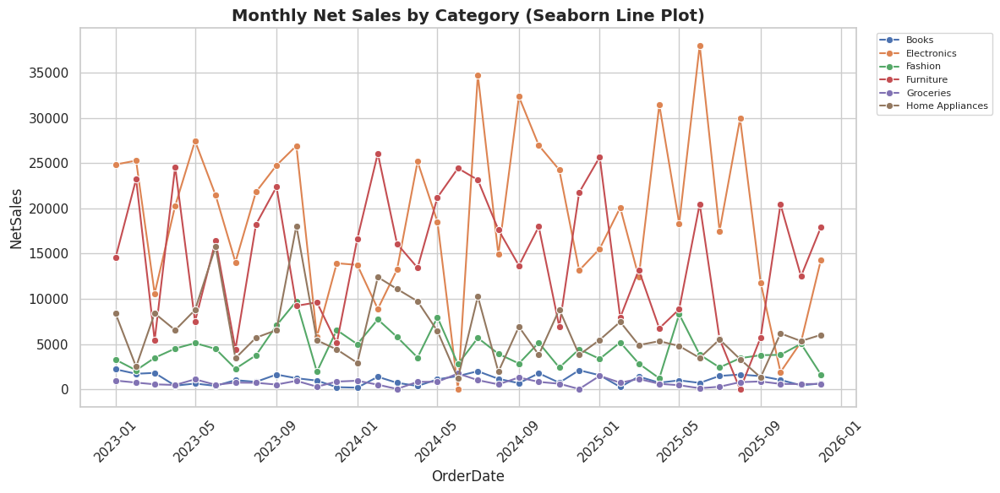 Monthly Net Sales by Category (Seaborn Line Plot)
Books
Electronics
Fashion
Furniture
Groceries
Home Appliances
NetSales
35000
30000
25000
20000
15000
10000
5000
0
2023-01
2023-05
2023-09
2024-01
2024-05
2024-09
2025-01
2025-05
2025-09
2026-01
OrderDate